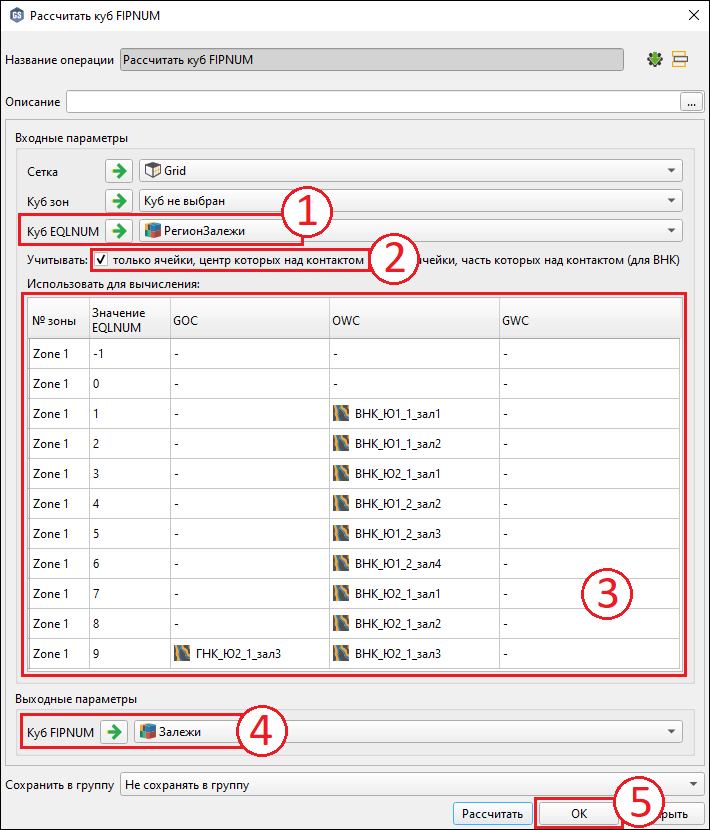 Рассчитать куб FIPNUM
Название операции Рассчитать куб FIPNUM
Описание ...
Входные параметры
Сетка Grid
Куб зон Куб не выбран
1
Куб EQLNUM РегионЗалежи
Учитывать: только ячейки, центр которых над контактом 2 ячейки, часть которых над контактом (для ВНК)
Использовать для вычисления:
№ зоны Значение EQLNUM GOC OWC GWC
Zone 1 -1 - - -
Zone 1 0 - - -
Zone 1 1 - ВНК_Ю1_1_зал1 -
Zone 1 2 - ВНК_Ю1_1_зал2 -
Zone 1 3 - ВНК_Ю2_1_зал1 -
Zone 1 4 - ВНК_Ю1_2_зал2 -
Zone 1 5 - ВНК_Ю1_2_зал3 -
Zone 1 6 - ВНК_Ю1_2_зал4 -
Zone 1 7 - ВНК_Ю2_1_зал1 - 3
Zone 1 8 - ВНК_Ю2_1_зал2 -
Zone 1 9 ГНК_Ю2_1_зал3 ВНК_Ю2_1_зал3 -
Выходные параметры
Куб FIPNUM Залежи 4
Сохранить в группу Не сохранять в группу
Рассчитать ОК 5 рыть